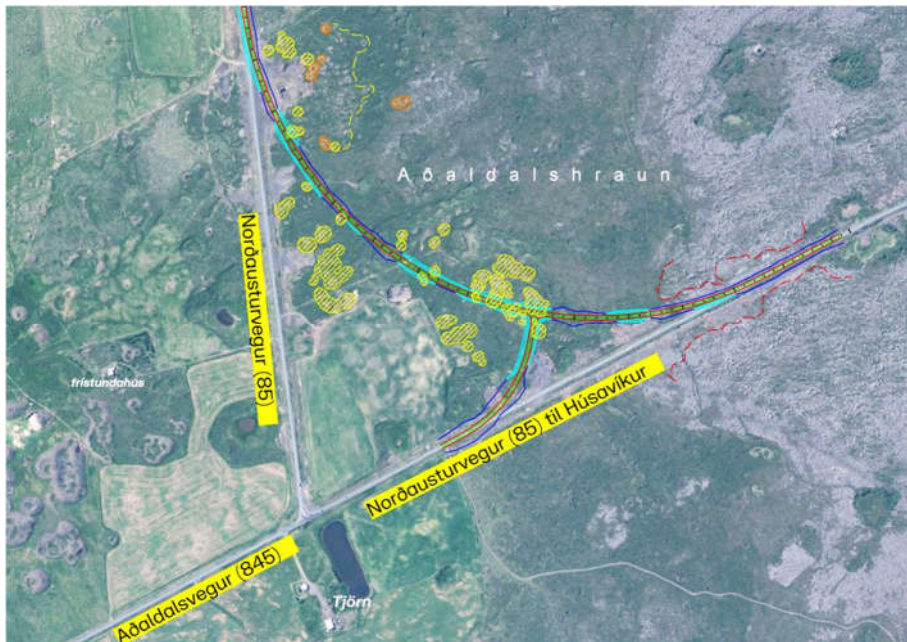 Aðaldalshraun
Norðausturvegur (85)
frístundahús
Norðausturvegur (85) til Húsavíkur
Aðaldalsvegur (845)
Tjörn